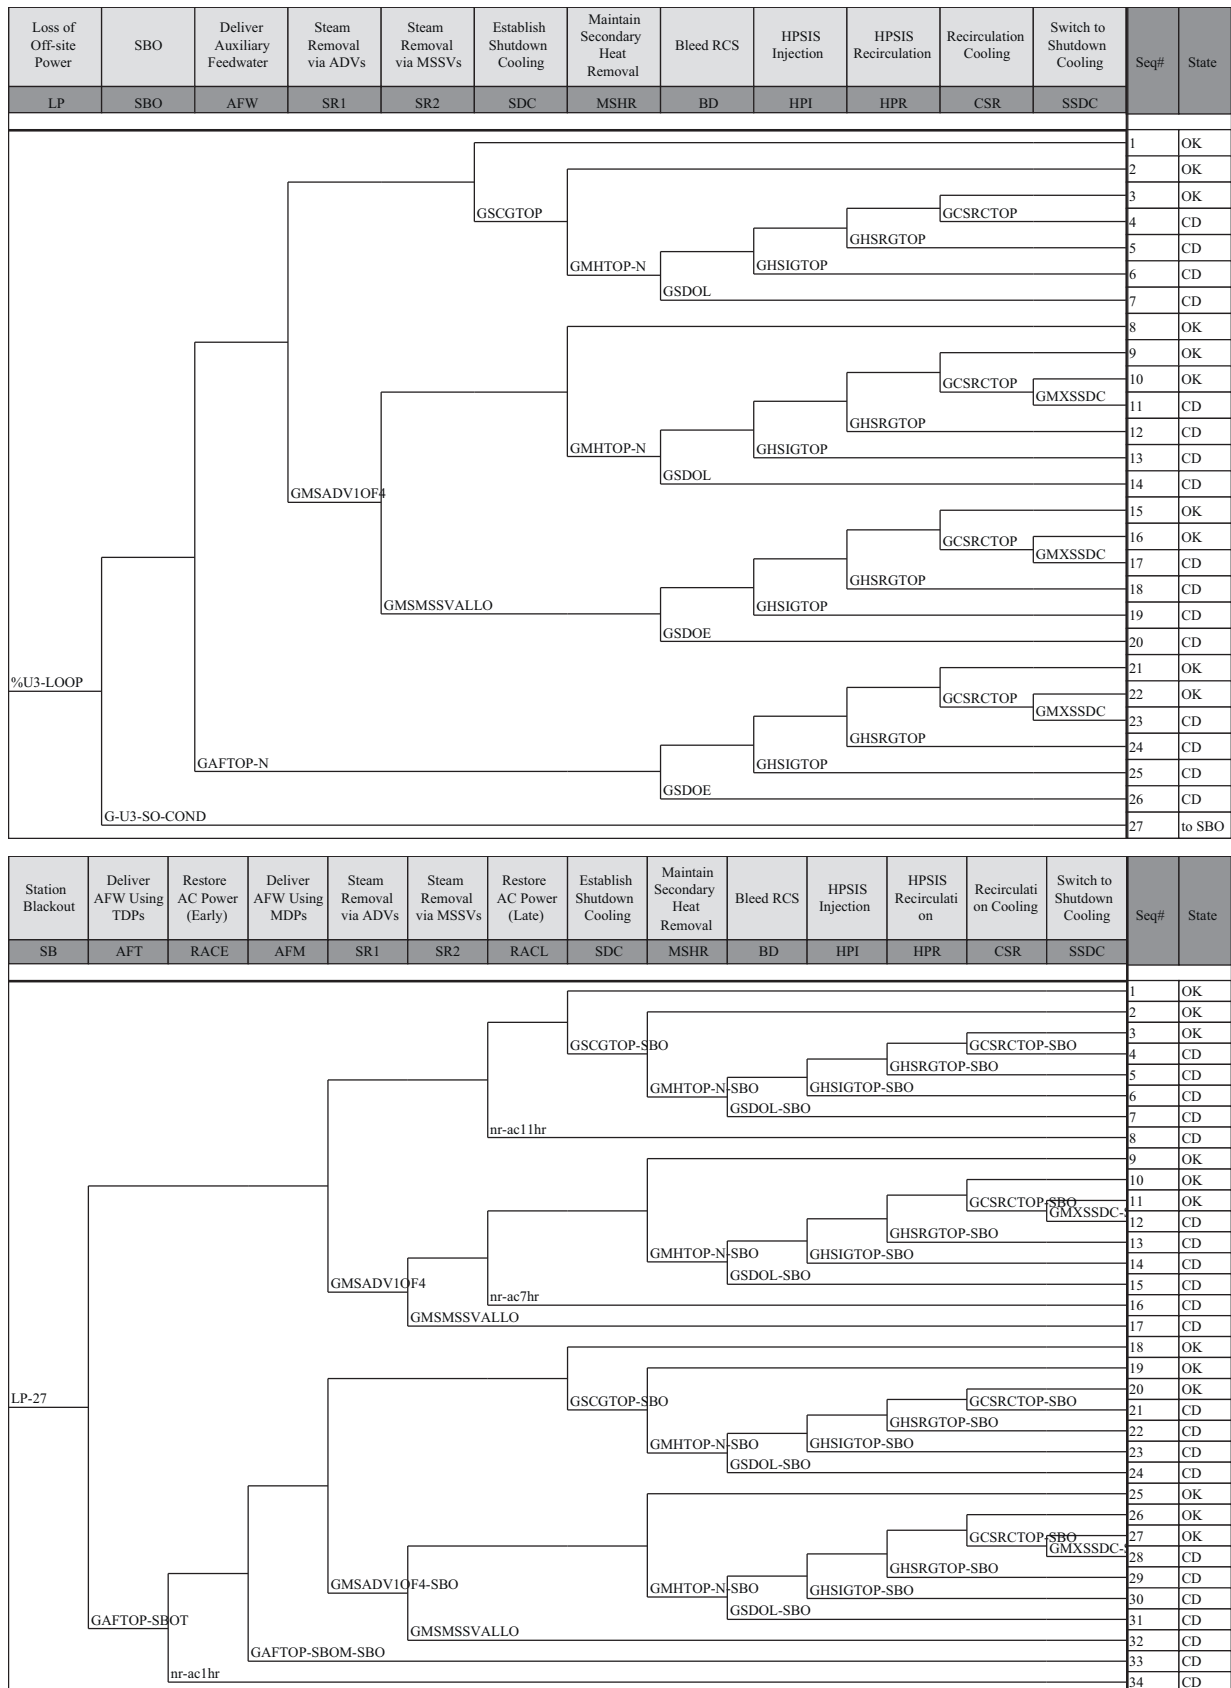 Loss of
Off-site
Power
SBO
Deliver
Auxiliary
Feedwater
Steam
Removal
via ADVs
Steam
Removal
via MSSVs
Establish
Shutdown
Cooling
Maintain
Secondary
Heat
Removal
Bleed RCS
HPSIS
Injection
HPSIS
Recirculation
Recirculation
Cooling
Switch to
Shutdown
Cooling
Seq#
State
LP
SBO
AFW
SR1
SR2
SDC
MSHR
BD
HPI
HPR
CSR
SSDC
1 OK
2 OK
3 OK
GSCGTOP
GCSRCTOP
4 CD
GHSRGTOP
5 CD
GMHTOP-N
GHSIGTOP
6 CD
GSDOL
7 CD
8 OK
9 OK
GCSRCTOP
10 OK
GMXSSDC
11 CD
GHSRGTOP
12 CD
GMHTOP-N
GHSIGTOP
13 CD
GSDOL
14 CD
GMSADV1OF4
15 OK
GCSRCTOP
16 OK
GMXSSDC
17 CD
GHSRGTOP
18 CD
GMSMSSVALLO
GHSIGTOP
19 CD
GSDOE
20 CD
21 OK
%U3-LOOP
GCSRCTOP
22 OK
GMXSSDC
23 CD
GHSRGTOP
24 CD
GAFTOP-N
GHSIGTOP
25 CD
GSDOE
26 CD
G-U3-SO-COND
27 to SBO
Station
Blackout
Deliver
AFW Using
TDPs
Restore
AC Power
(Early)
Deliver
AFW Using
MDPs
Steam
Removal
via ADVs
Steam
Removal
via MSSVs
Restore
AC Power
(Late)
Establish
Shutdown
Cooling
Maintain
Secondary
Heat
Removal
Bleed RCS
HPSIS
Injection
HPSIS
Recirculati
on
Recirculati
on Cooling
Switch to
Shutdown
Cooling
Seq#
State
SB
AFT
RACE
AFM
SR1
SR2
RACL
SDC
MSHR
BD
HPI
HPR
CSR
SSDC
1 OK
2 OK
3 OK
GSCGTOP-SBO
GCSRCTOP-SBO
4 CD
GHSRGTOP-SBO
5 CD
GMHTOP-N-SBO
GHSIGTOP-SBO
6 CD
GSDOL-SBO
7 CD
nr-ac11hr
8 CD
9 OK
10 OK
GCSRCTOP-SBO
11 OK
GMXSSDC-S
12 CD
GHSRGTOP-SBO
13 CD
GMHTOP-N-SBO
GHSIGTOP-SBO
14 CD
GSDOL-SBO
15 CD
GMSADV1OF4
nr-ac7hr
16 CD
GMSMSSVALLO
17 CD
18 OK
19 OK
20 OK
LP-27
GSCGTOP-SBO
GCSRCTOP-SBO
21 CD
GHSRGTOP-SBO
22 CD
GMHTOP-N-SBO
GHSIGTOP-SBO
23 CD
GSDOL-SBO
24 CD
25 OK
26 OK
GCSRCTOP-SBO
27 OK
GMXSSDC-S
28 CD
GHSRGTOP-SBO
29 CD
GMSADV1OF4-SBO
GMHTOP-N-SBO
GHSIGTOP-SBO
30 CD
GSDOL-SBO
31 CD
GAFTOP-SBOT
GMSMSSVALLO
32 CD
GAFTOP-SBOM-SBO
33 CD
nr-ac1hr
34 CD